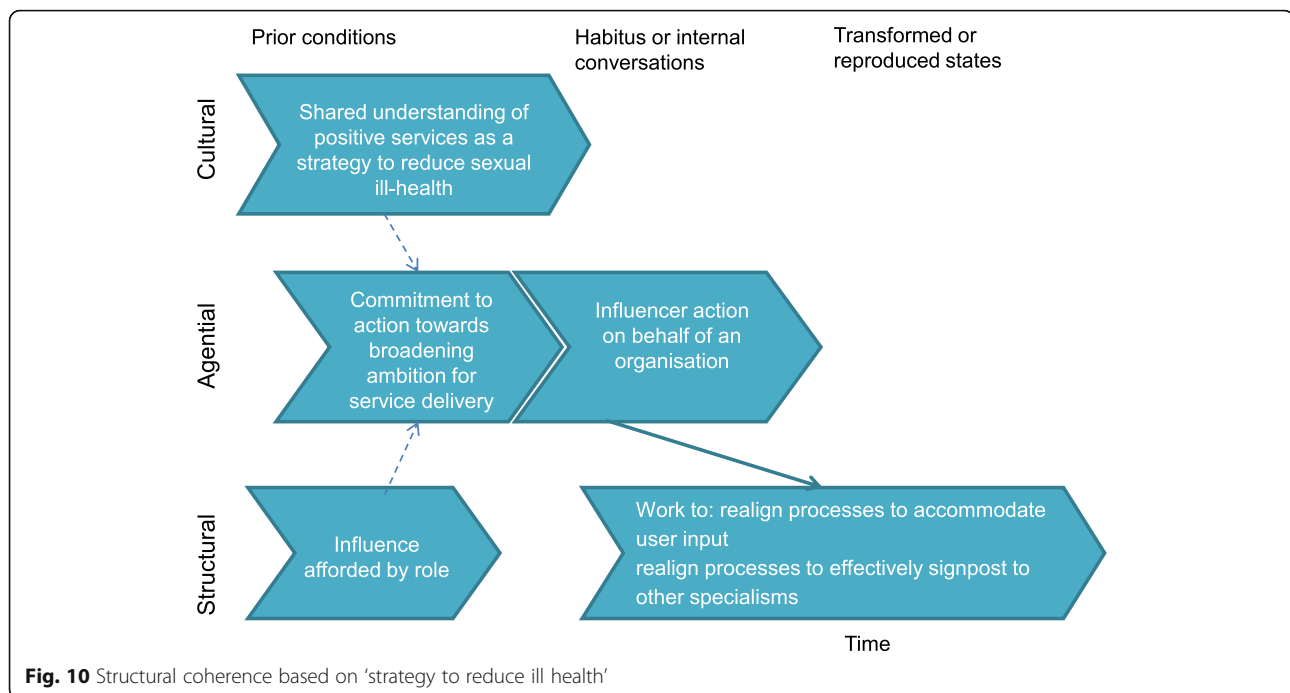 Prior conditions
Habitus or internal
conversations
Transformed or
reproduced states
Cultural
Shared understanding of
positive services as a
strategy to reduce sexual
ill-health
Agential
Commitment to
action towards
broadening
ambition for
service delivery
Influencer action
on behalf of an
organisation
Structural
Influence
afforded by role
Work to: realign processes to accommodate
user input
realign processes to effectively signpost to
other specialisms
Time
Fig. 10 Structural coherence based on ‘strategy to reduce ill health’